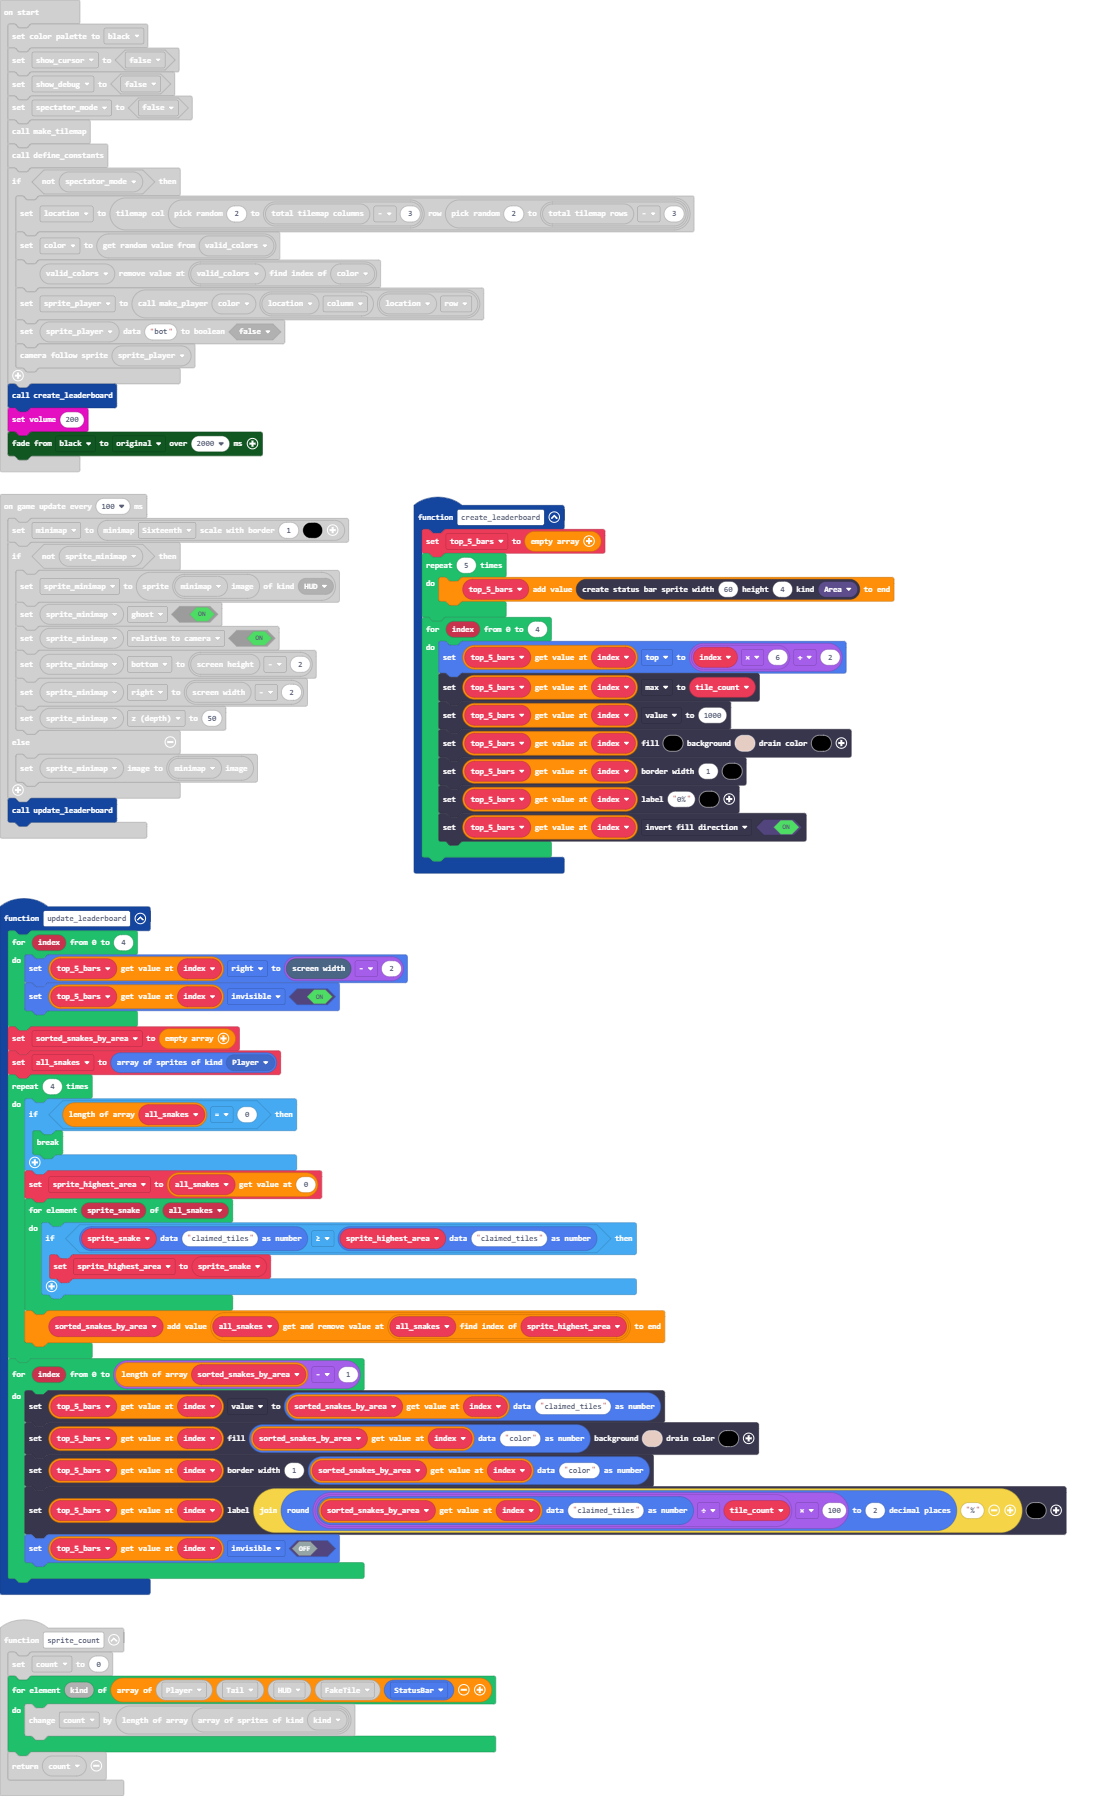 on start
set color palette to black
set show_cursor to false
set show_debug to false
set spectator_mode to false
call make_tilemap
call define_constants
if not spectator_mode then
set location to tilemap col pick random 2 to total tilemap columns - 3 row pick random 2 to total tilemap rows - 3
set color to get random value from valid_colors
valid_colors remove value at valid_colors find index of color
set sprite_player to call make_player color location column location row
set sprite_player data "bot" to boolean false
camera follow sprite sprite_player
call create_leaderboard
set volume 200
fade from black to original over 2000 ms
on game update every 100 ms
set minimap to minimap Sixteenth scale with border 1
if not sprite_minimap then
set sprite_minimap to sprite minimap image of kind HUD
set sprite_minimap ghost ON
set sprite_minimap relative to camera ON
set sprite_minimap bottom to screen height - 2
set sprite_minimap right to screen width - 2
set sprite_minimap z (depth) to 50
else
set sprite_minimap image to minimap image
call update_leaderboard
function create_leaderboard
set top_5_bars to empty array
repeat 5 times
do top_5_bars add value create status bar sprite width 60 height 4 kind Area to end
for index from 0 to 4
do set top_5_bars get value at index top to index × 6 + 2
set top_5_bars get value at index max to tile_count
set top_5_bars get value at index value to 1000
set top_5_bars get value at index fill background drain color
set top_5_bars get value at index border width 1
set top_5_bars get value at index label "0%"
set top_5_bars get value at index invert fill direction ON
function update_leaderboard
for index from 0 to 4
do set top_5_bars get value at index right to screen width - 2
set top_5_bars get value at index invisible ON
set sorted_snakes_by_area to empty array
set all_snakes to array of sprites of kind Player
repeat 4 times
do if length of array all_snakes = 0 then
break
set sprite_highest_area to all_snakes get value at 0
for element sprite_snake of all_snakes
do if sprite_snake data "claimed_tiles" as number ≥ sprite_highest_area data "claimed_tiles" as number then
set sprite_highest_area to sprite_snake
sorted_snakes_by_area add value all_snakes get and remove value at all_snakes find index of sprite_highest_area to end
for index from 0 to length of array sorted_snakes_by_area - 1
do set top_5_bars get value at index value to sorted_snakes_by_area get value at index data "claimed_tiles" as number
set top_5_bars get value at index fill sorted_snakes_by_area get value at index data "color" as number background drain color
set top_5_bars get value at index border width 1 sorted_snakes_by_area get value at index data "color" as number
set top_5_bars get value at index label join round sorted_snakes_by_area get value at index data "claimed_tiles" as number ÷ tile_count × 100 to 2 decimal places "%"
set top_5_bars get value at index invisible OFF
function sprite_count
set count to 0
for element kind of array of Player Tail HUD FakeTile StatusBar
do change count by length of array array of sprites of kind kind
return count